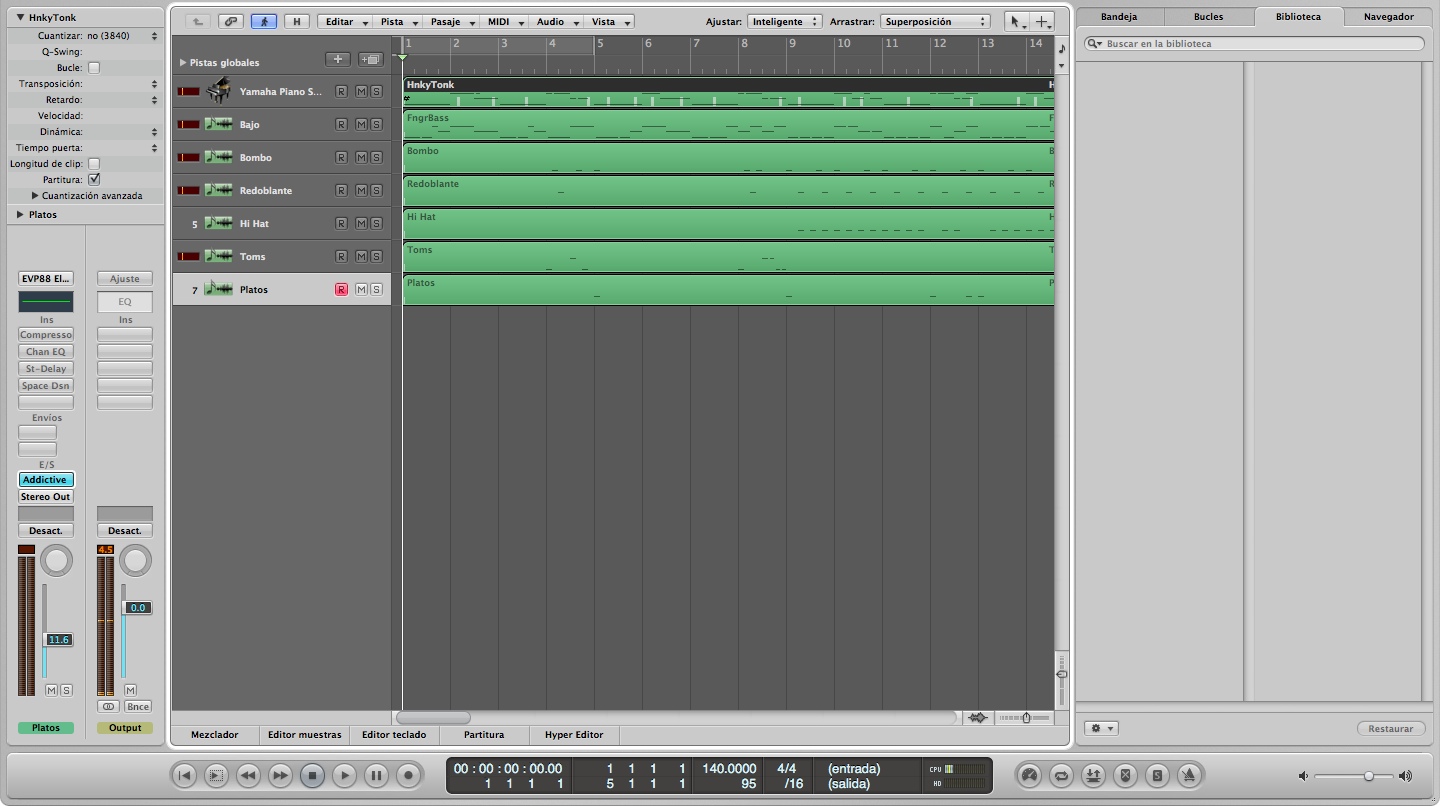 HnkyTonk
Cuantizar: no (3840)
Q-Swing:
Bucle:
Transposición:
Retardo:
Velocidad:
Dinámica:
Tiempo puerta:
Longitud de clip:
Partitura:
Cuantización avanzada
Platos
EVP88 El...
Ajuste
EQ
Ins
Ins
Compresso
Chan EQ
St-Delay
Space Dsn
Envíos
E/S
Addictive
Stereo Out
Desact.
Desact.
4.5
0.0
11.6
M S
M
Bnce
Platos
Output
H
Editar
Pista
Pasaje
MIDI
Audio
Vista
Ajustar: Inteligente
Arrastrar: Superposición
Pistas globales
1 2 3 4 5 6 7 8 9 10 11 12 13 14
Yamaha Piano S... R M S
HnkyTonk H
Bajo R M S
FngrBass F
Bombo R M S
Bombo B
Redoblante R M S
Redoblante R
5 Hi Hat R M S
Hi Hat H
Toms R M S
Toms T
7 Platos R M S
Platos P
Mezclador
Editor muestras
Editor teclado
Partitura
Hyper Editor
Bandeja
Bucles
Biblioteca
Navegador
Buscar en la biblioteca
Restaurar
00 : 00 : 00 : 00.00 1 1 1 1 140.0000 4/4 (entrada) CPU
1 1 1 1 5 1 1 1 95 /16 (salida) HD
S